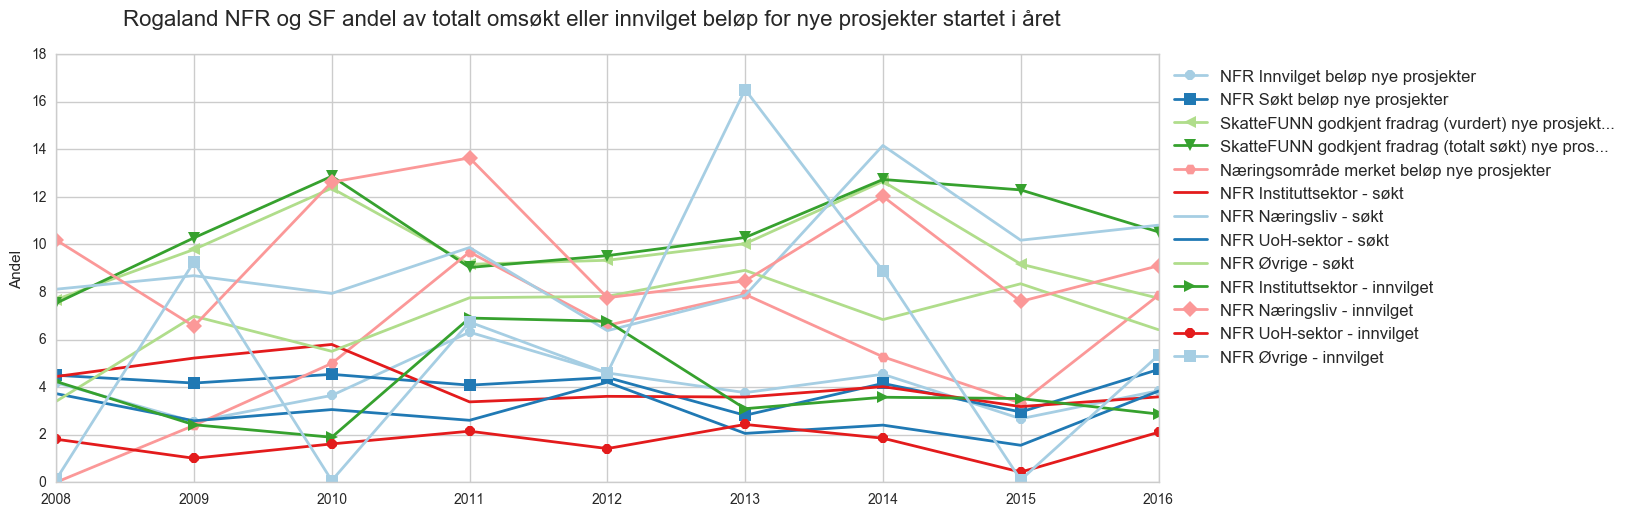 Rogaland NFR og SF andel av totalt omsøkt eller innvilget beløp for nye prosjekter startet i året
18
16
14
12
10
8
6
4
2
0
Andel
2008 2009 2010 2011 2012 2013 2014 2015 2016
NFR Innvilget beløp nye prosjekter
NFR Søkt beløp nye prosjekter
SkatteFUNN godkjent fradrag (vurdert) nye prosjekt...
SkatteFUNN godkjent fradrag (totalt søkt) nye pros...
Næringsområde merket beløp nye prosjekter
NFR Instituttsektor - søkt
NFR Næringsliv - søkt
NFR UoH-sektor - søkt
NFR Øvrige - søkt
NFR Instituttsektor - innvilget
NFR Næringsliv - innvilget
NFR UoH-sektor - innvilget
NFR Øvrige - innvilget